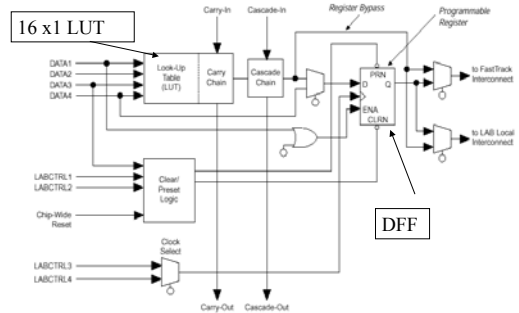 Carry-In
Cascade-In
Register Bypass
Programmable
Register
16 x1 LUT
DATA1
DATA2
DATA3
DATA4
Look-Up
Table
(LUT)
Carry
Chain
Cascade
Chain
PRN
D
Q
ENA
CLRN
to FastTrack
Interconnect
to LAB Local
Interconnect
LABCTRL1
LABCTRL2
Clear/
Preset
Logic
Chip-Wide
Reset
DFF
Clock
Select
LABCTRL3
LABCTRL4
Carry-Out
Cascade-Out